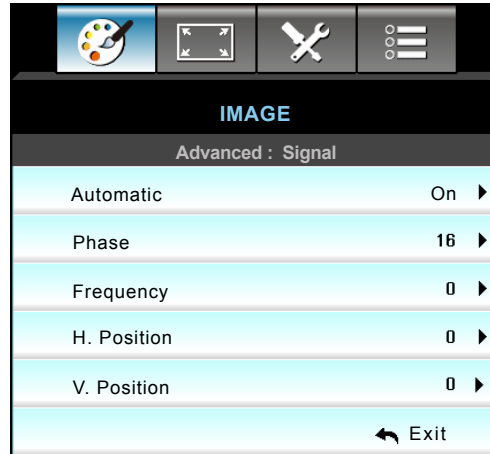 IMAGE
Advanced : Signal
Automatic On
Phase 16
Frequency 0
H. Position 0
V. Position 0
Exit